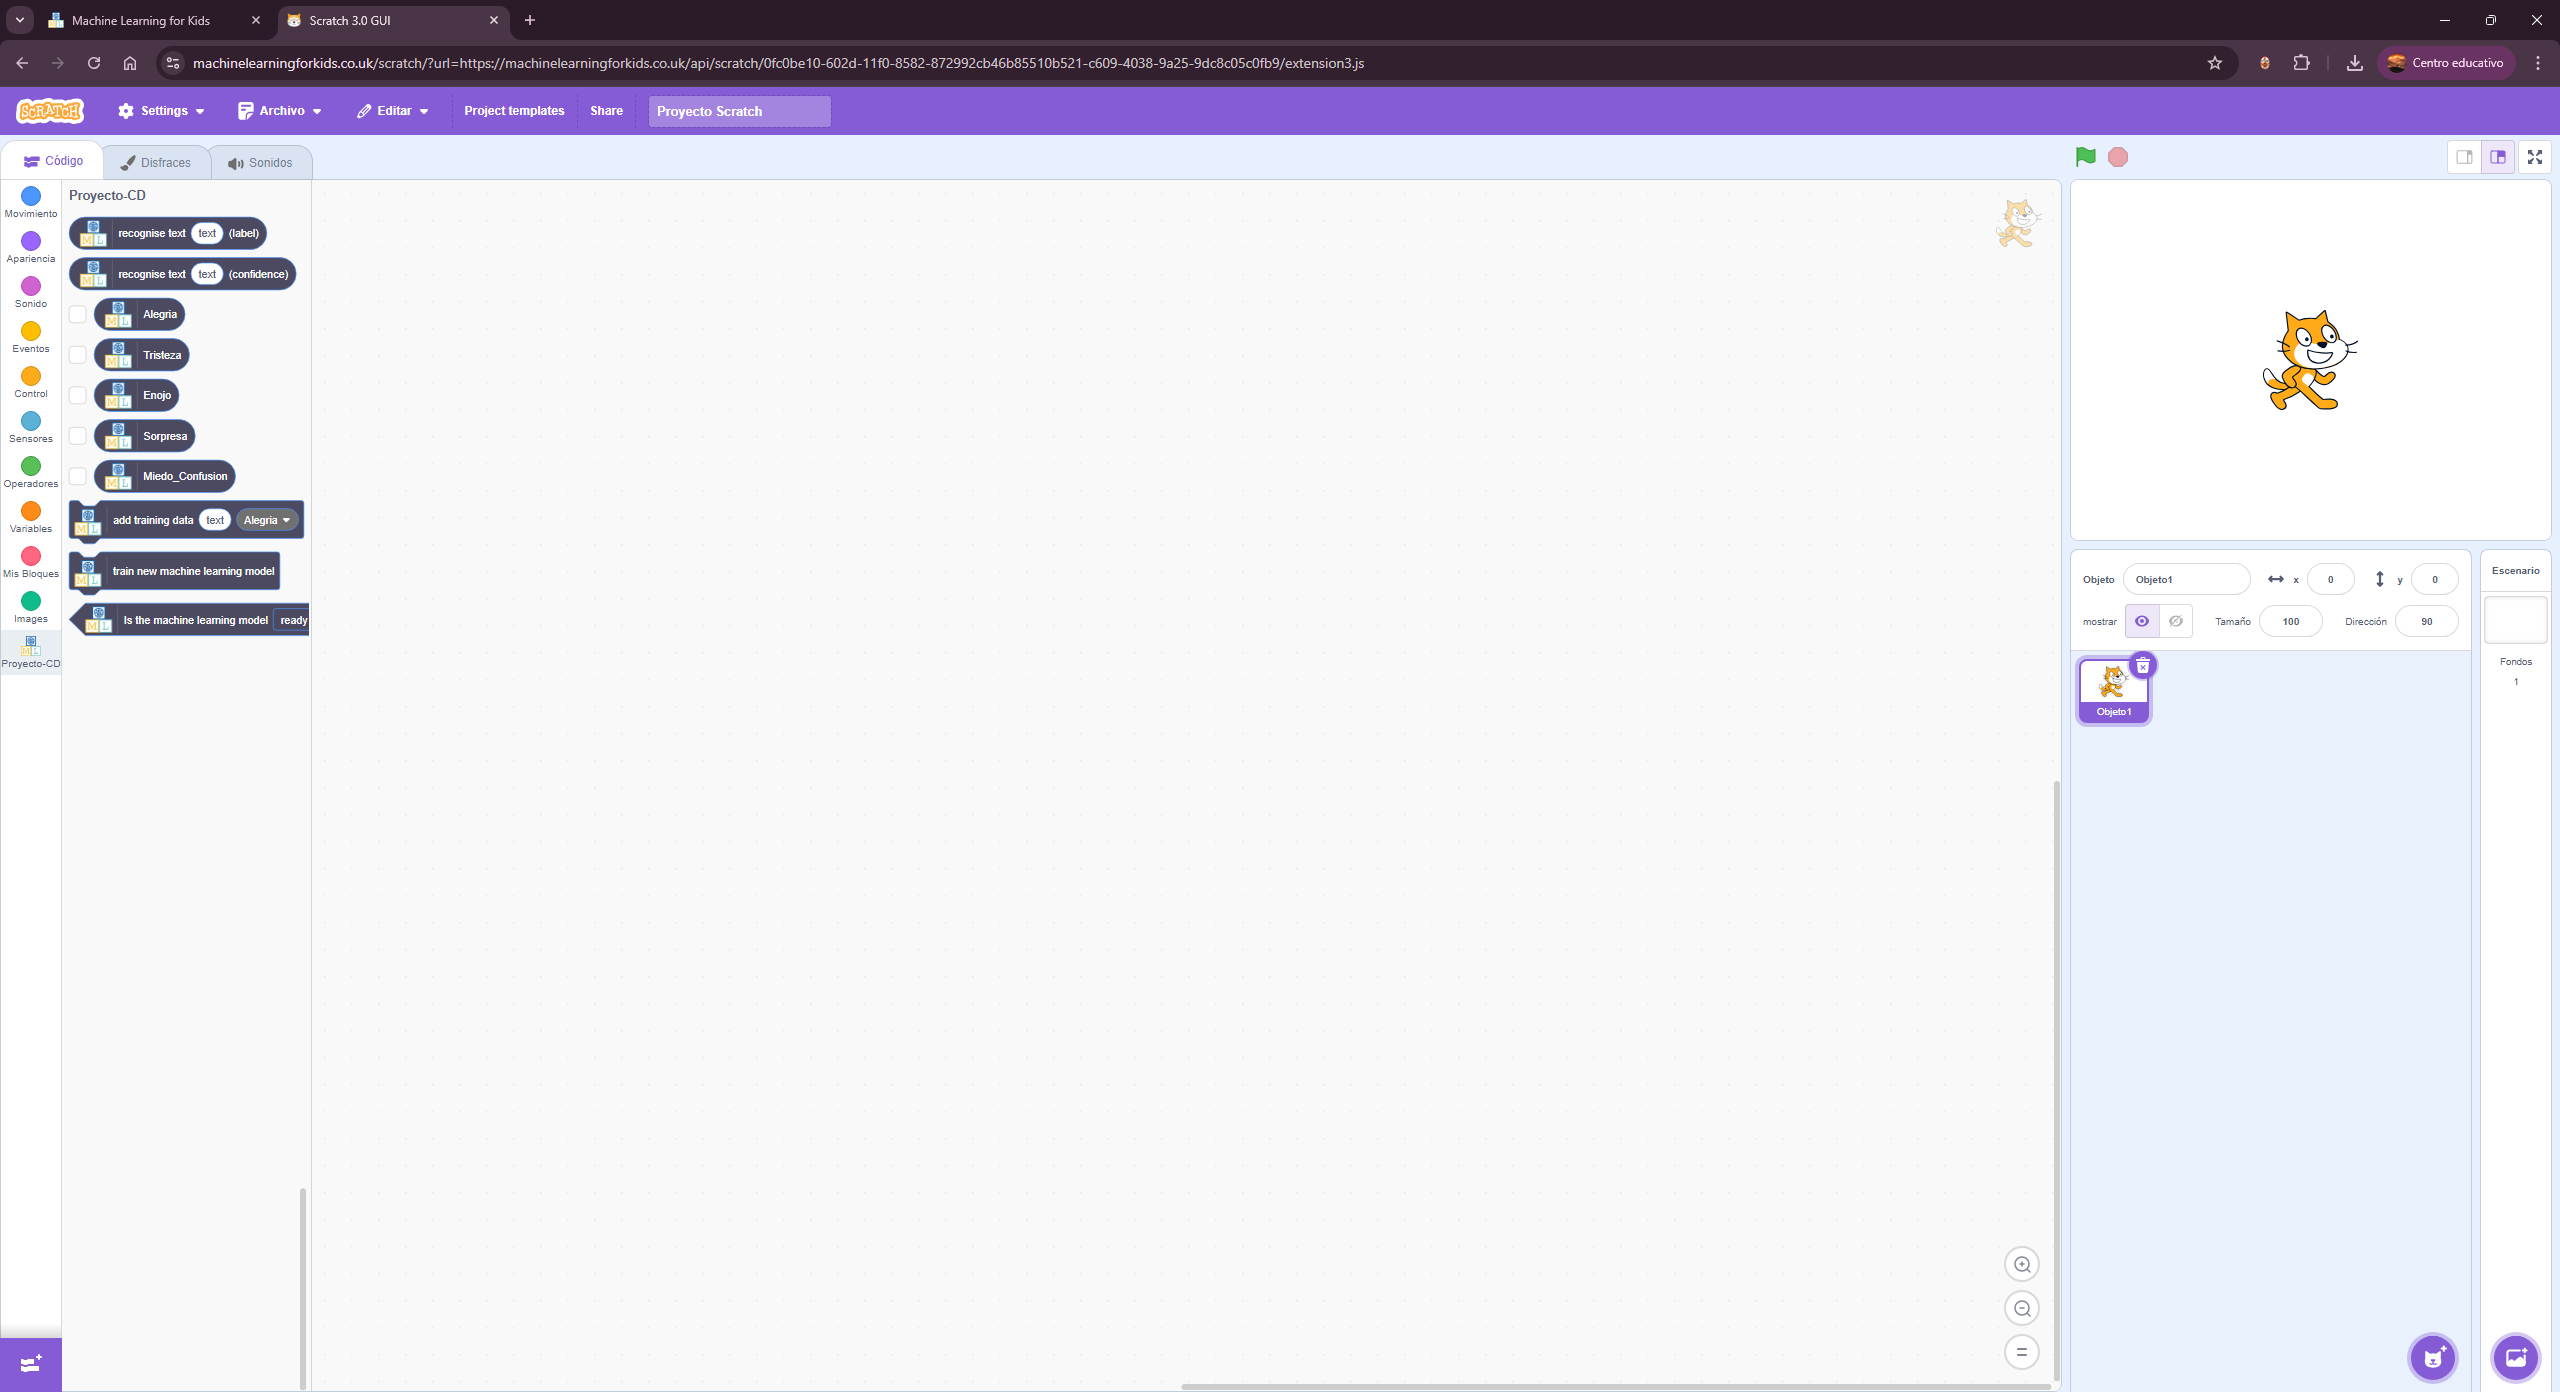 Machine Learning for Kids
Scratch 3.0 GUI
machinelearningforkids.co.uk/scratch/?url=https://machinelearningforkids.co.uk/api/scratch/0fc0be10-602d-11f0-8582-872992cb46b85510b521-c609-4038-9a25-9dc8c05c0fb9/extension3.js
Centro educativo
SCRATCH
Settings
Archivo
Editar
Project templates
Share
Proyecto Scratch
Código
Disfraces
Sonidos
Movimiento
Apariencia
Sonido
Eventos
Control
Sensores
Operadores
Variables
Mis Bloques
Images
Proyecto-CD
Proyecto-CD
recognise text text (label)
recognise text text (confidence)
Alegria
Tristeza
Enojo
Sorpresa
Miedo_Confusion
add training data text Alegria
train new machine learning model
Is the machine learning model ready
Objeto Objeto1 x 0 y 0
mostrar Tamaño 100 Dirección 90
Objeto1
Escenario
Fondos
1